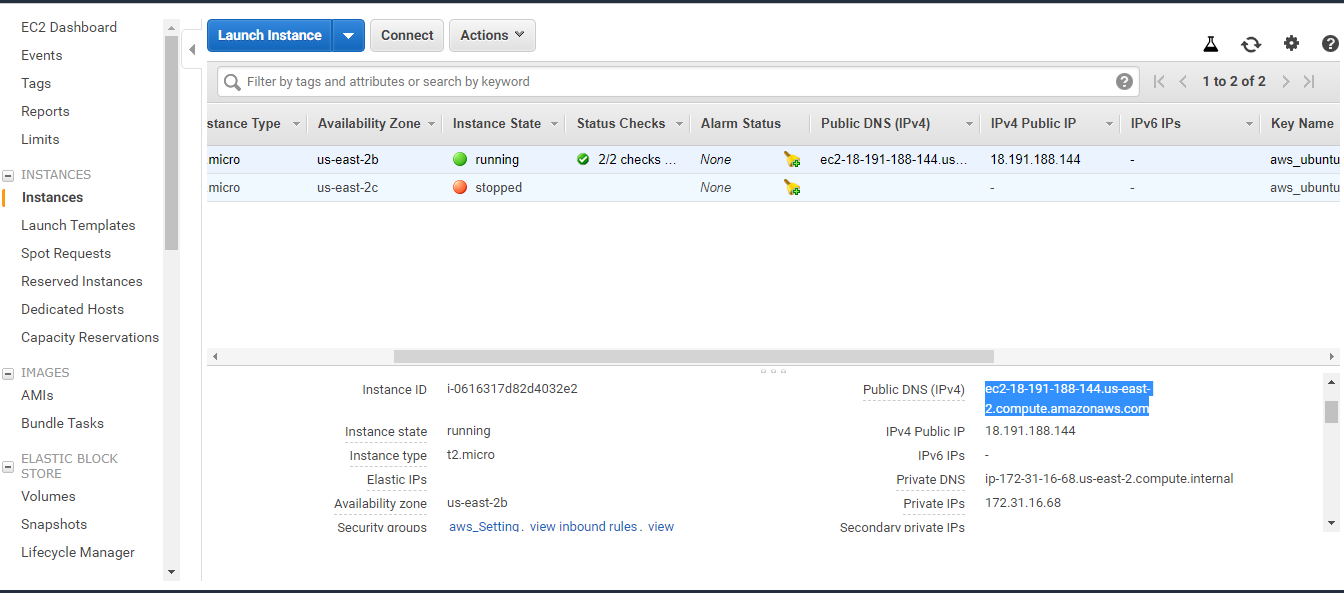 EC2 Dashboard
Events
Tags
Reports
Limits
INSTANCES
Instances
Launch Templates
Spot Requests
Reserved Instances
Dedicated Hosts
Capacity Reservations
IMAGES
AMIs
Bundle Tasks
ELASTIC BLOCK
STORE
Volumes
Snapshots
Lifecycle Manager
Launch Instance Connect Actions
Filter by tags and attributes or search by keyword 1 to 2 of 2
stance Type Availability Zone Instance State Status Checks Alarm Status Public DNS (IPv4) IPv4 Public IP IPv6 IPs Key Name
.micro us-east-2b running 2/2 checks ... None ec2-18-191-188-144.us... 18.191.188.144 - aws_ubuntu
.micro us-east-2c stopped None - - aws_ubuntu
Instance ID i-0616317d82d4032e2 Public DNS (IPv4) ec2-18-191-188-144.us-east-
2.compute.amazonaws.com
Instance state running IPv4 Public IP 18.191.188.144
Instance type t2.micro IPv6 IPs -
Elastic IPs Private DNS ip-172-31-16-68.us-east-2.compute.internal
Availability zone us-east-2b Private IPs 172.31.16.68
Security groups aws_Setting. view inbound rules. view Secondary private IPs